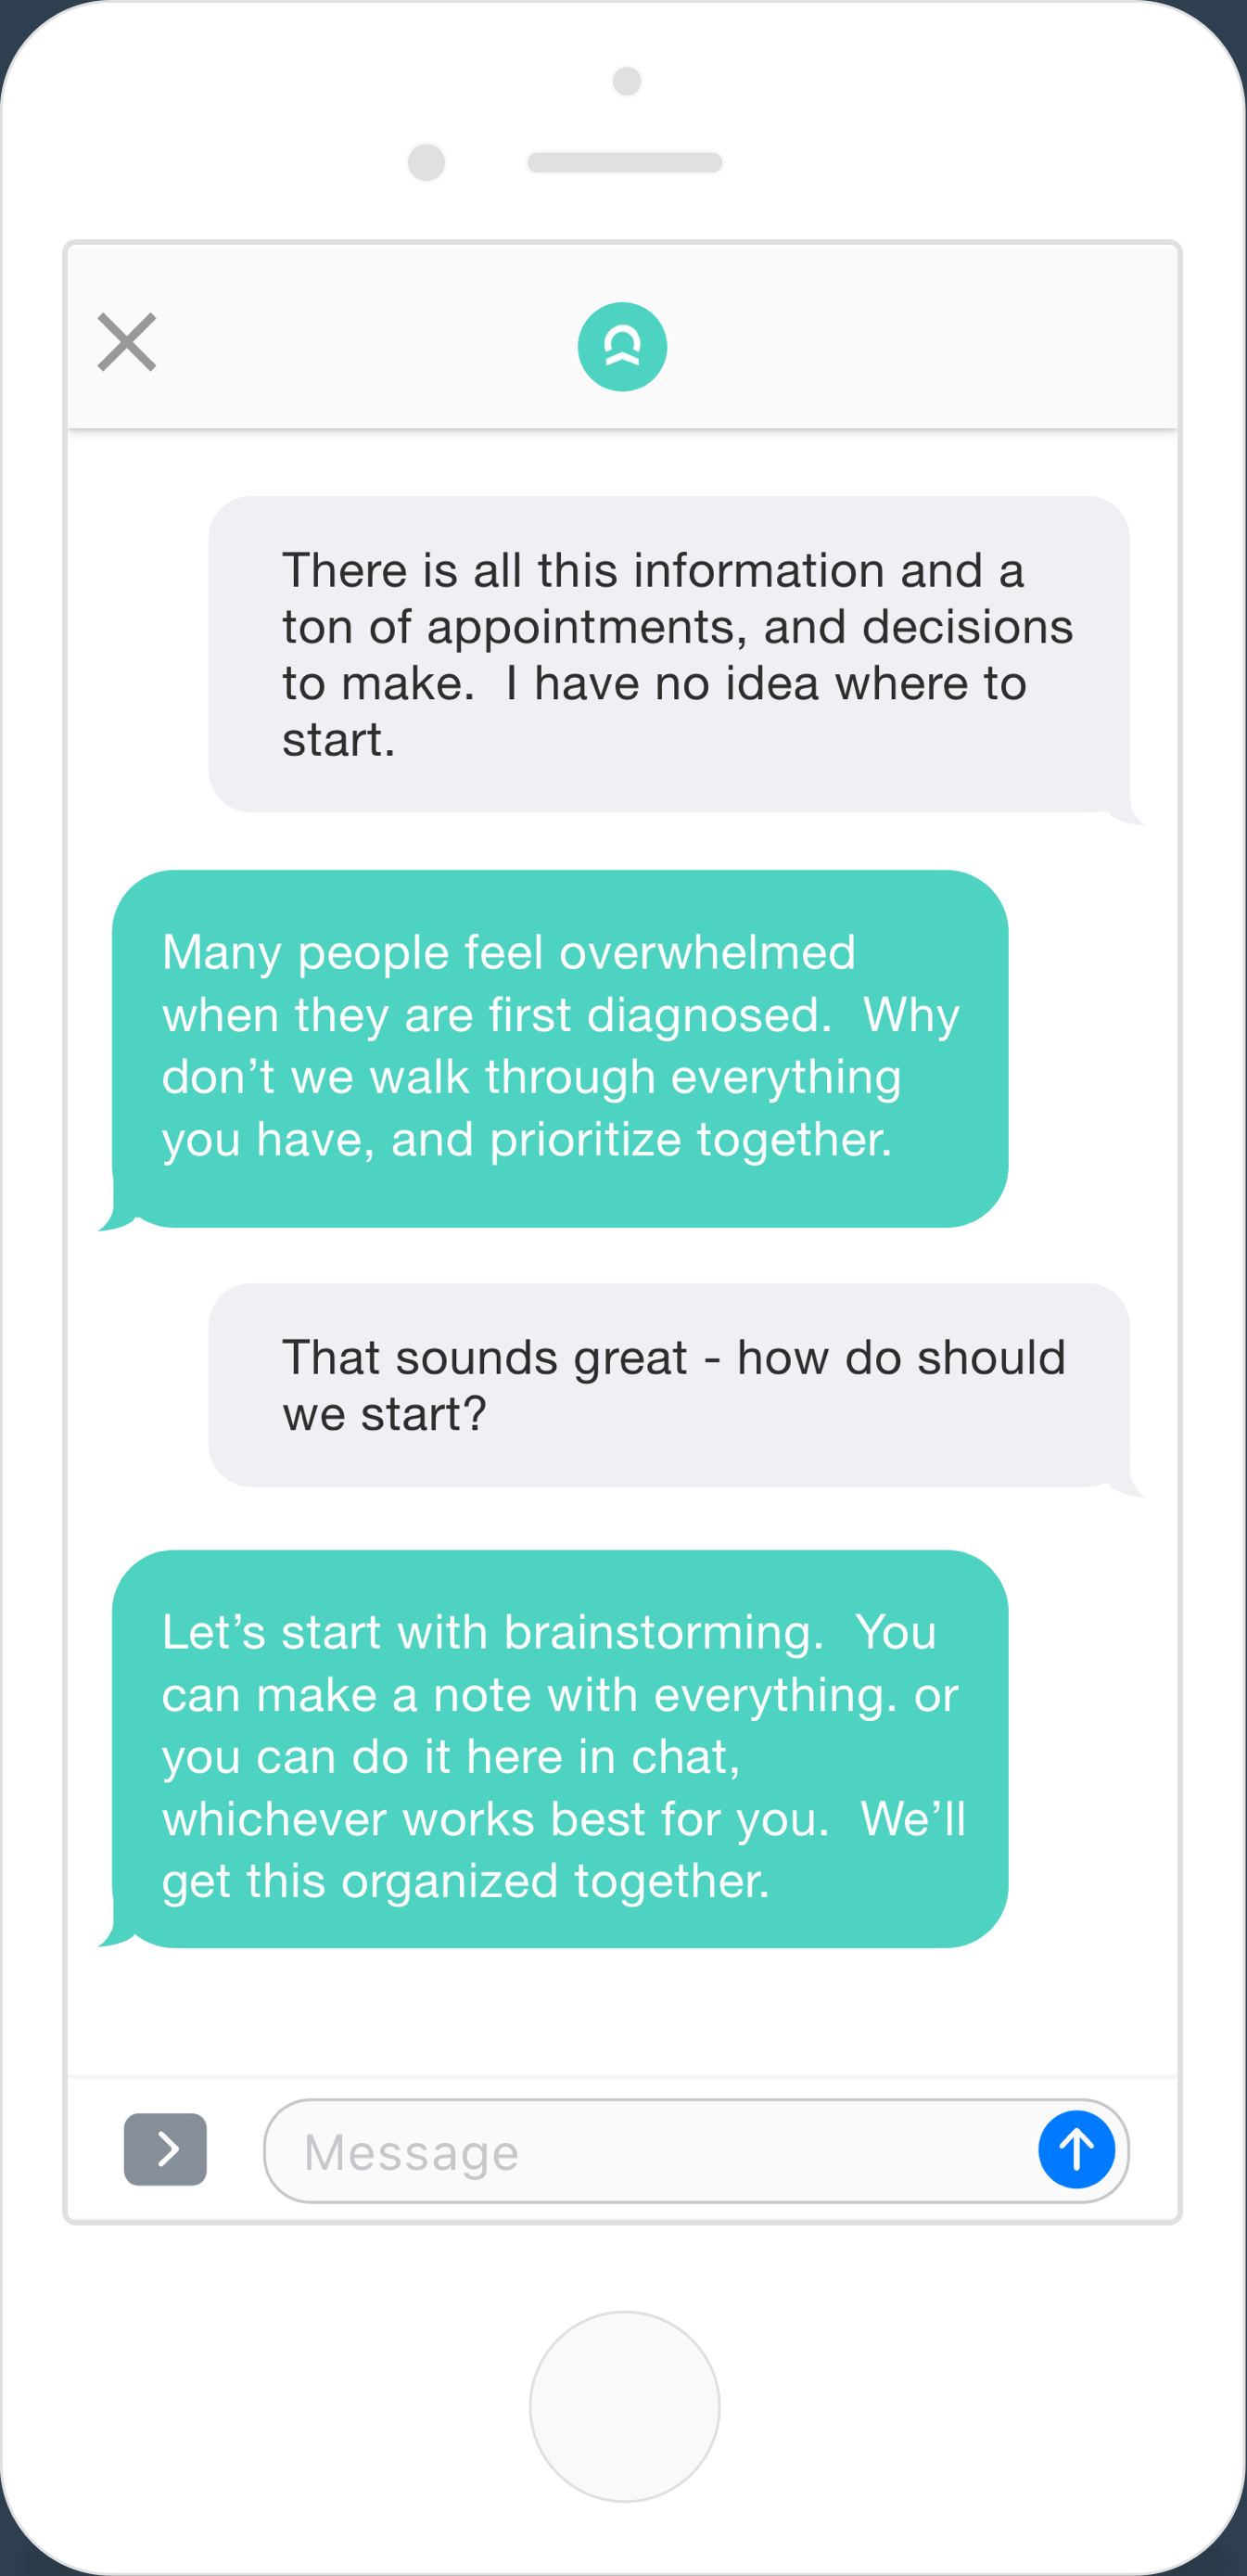 There is all this information and a
ton of appointments, and decisions
to make.  I have no idea where to
start.
Many people feel overwhelmed
when they are first diagnosed.  Why
don’t we walk through everything
you have, and prioritize together.
That sounds great - how do should
we start?
Let’s start with brainstorming.  You
can make a note with everything. or
you can do it here in chat,
whichever works best for you.  We’ll
get this organized together.
Message